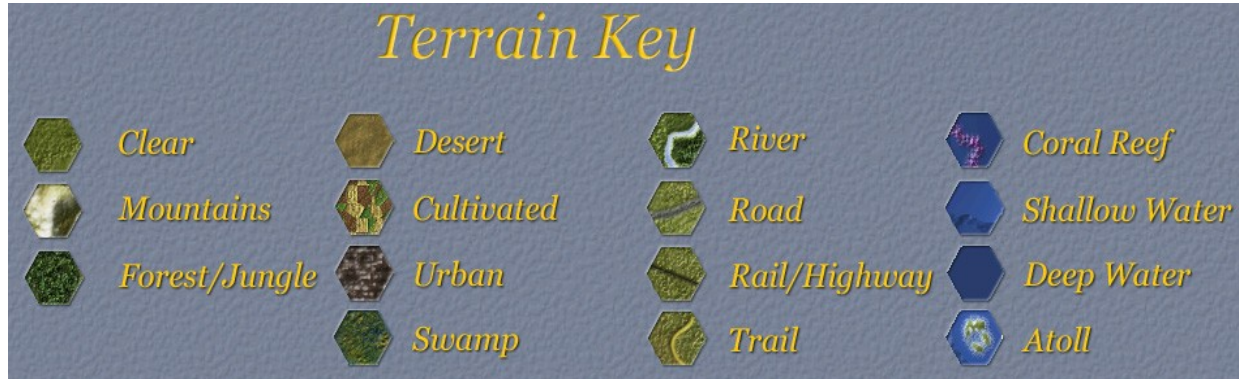 Terrain Key
Clear
Desert
River
Coral Reef
Mountains
Cultivated
Road
Shallow Water
Forest/Jungle
Urban
Rail/Highway
Deep Water
Swamp
Trail
Atoll